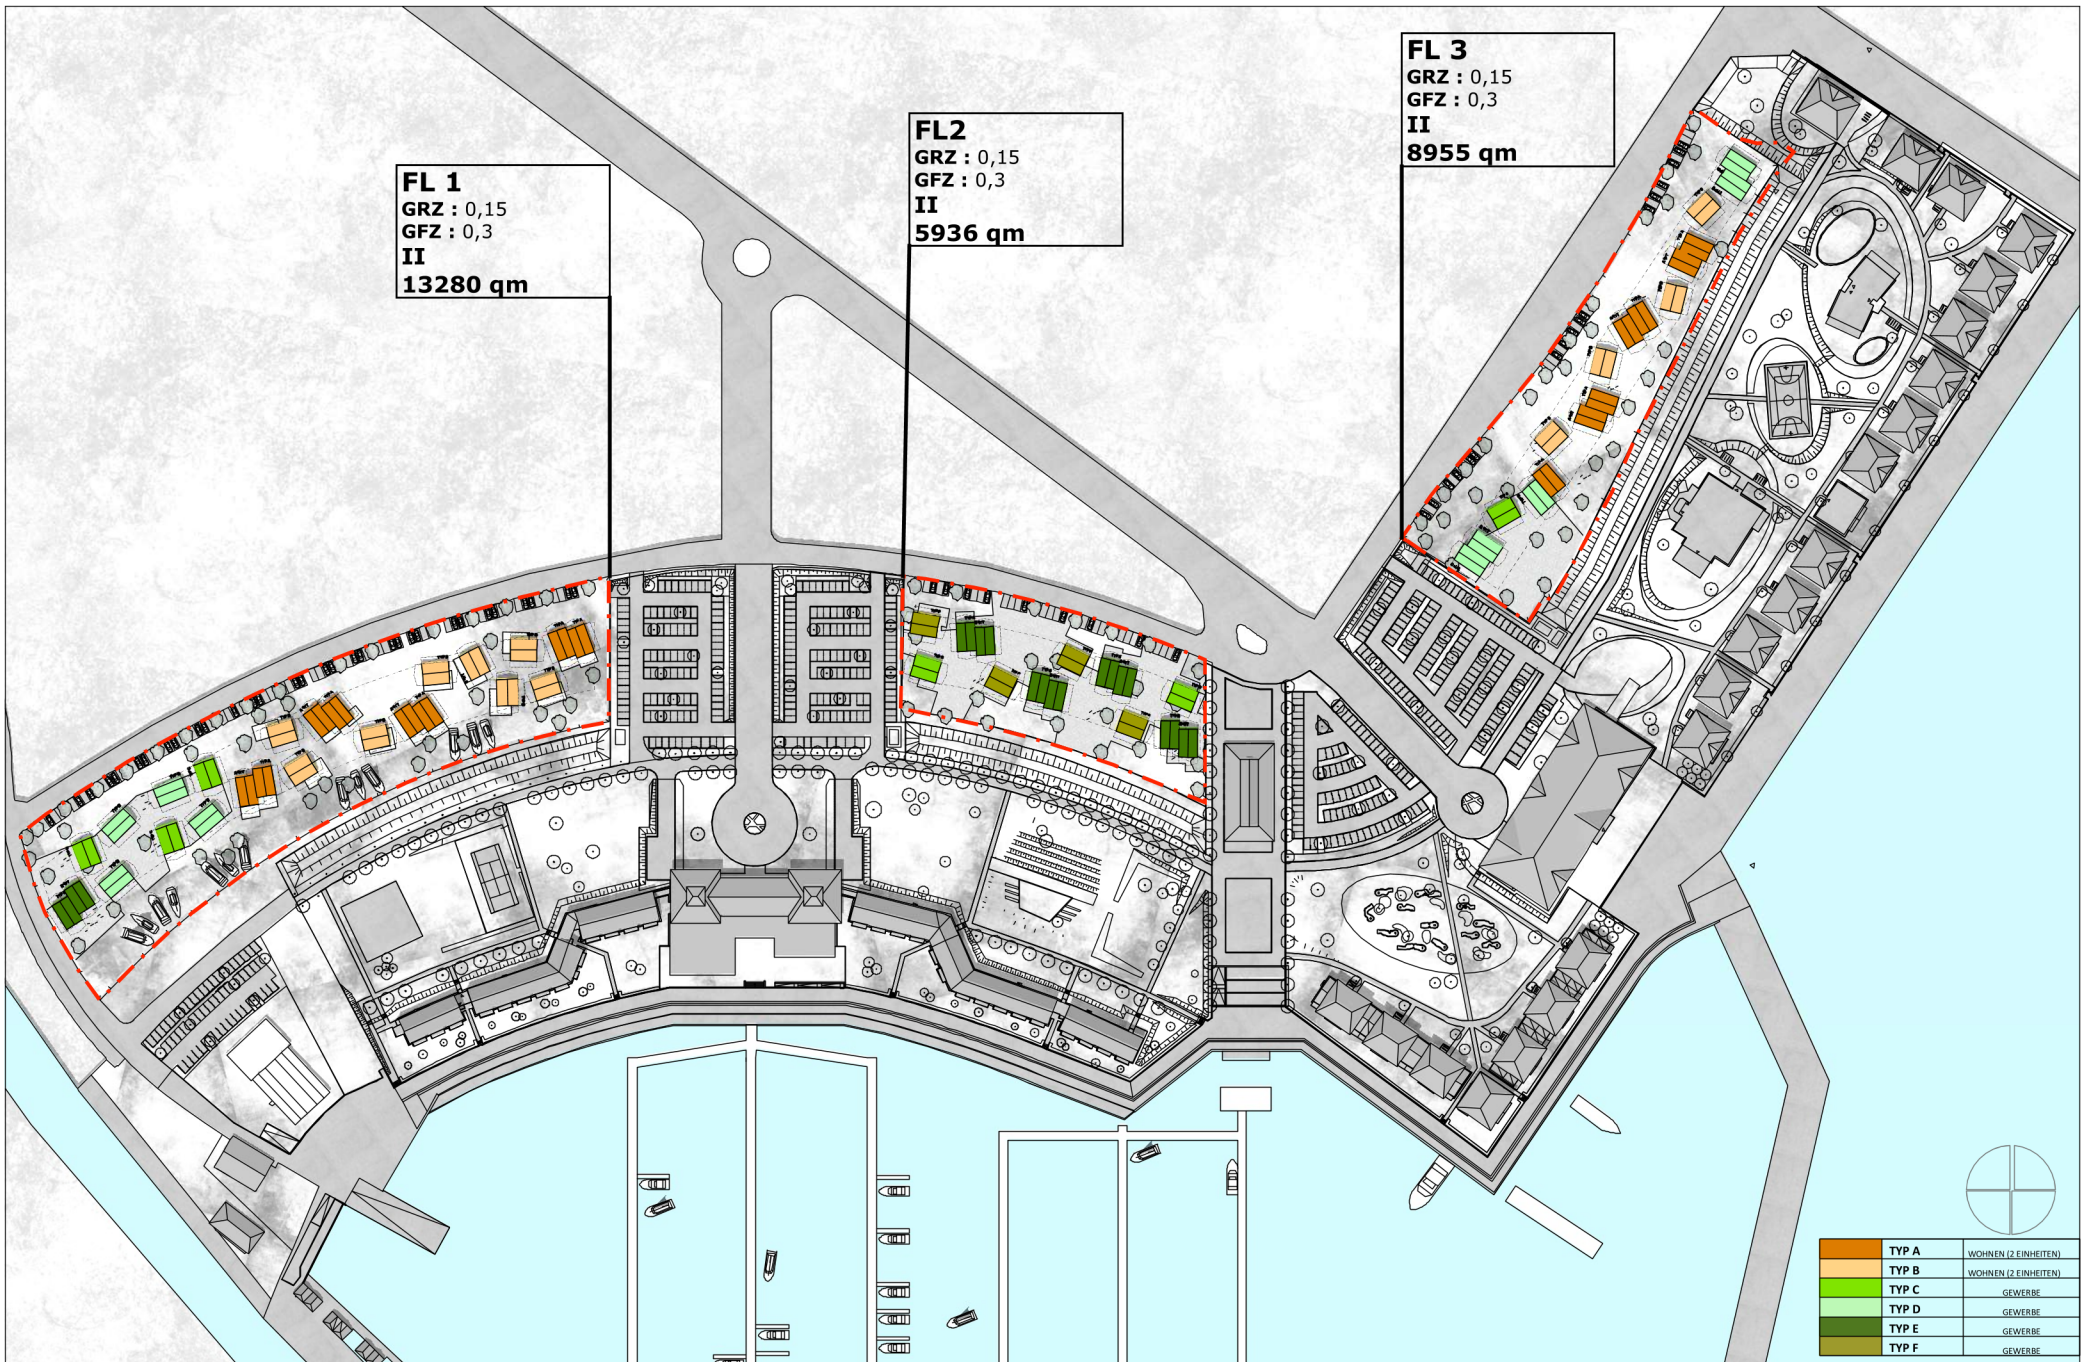 FL 1
GRZ : 0,15
GFZ : 0,3
II
13280 qm
FL2
GRZ : 0,15
GFZ : 0,3
II
5936 qm
FL 3
GRZ : 0,15
GFZ : 0,3
II
8955 qm
TYP A WOHNEN (2 EINHEITEN)
TYP B WOHNEN (2 EINHEITEN)
TYP C GEWERBE
TYP D GEWERBE
TYP E GEWERBE
TYP F GEWERBE